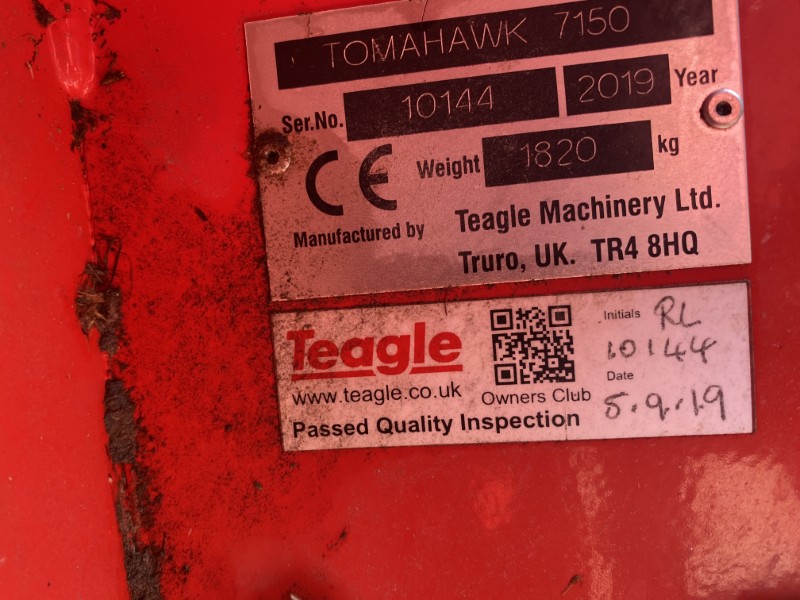 TOMAHAWK 7150
Ser.No. 10144 2019 Year
CE Weight 1820 kg
Manufactured by Teagle Machinery Ltd.
Truro, UK. TR4 8HQ
Teagle
www.teagle.co.uk
Passed Quality Inspection
Owners Club
Initials RL
10144
Date
5.9.19